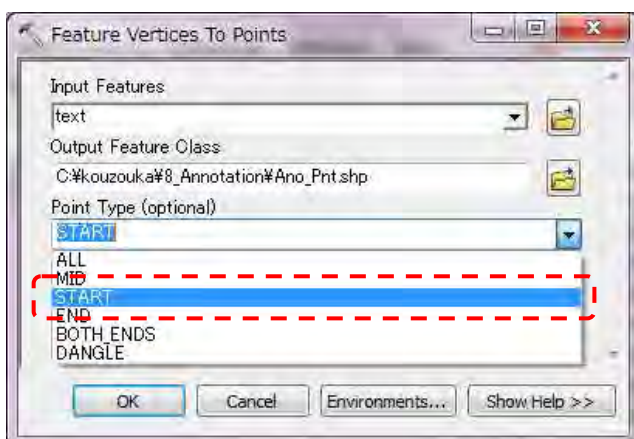 Feature Vertices To Points
Input Features
text
Output Feature Class
C:¥kouzouka¥8_Annotation¥Ano_Pnt.shp
Point Type (optional)
START
ALL
MID
START
END
BOTH_ENDS
DANGLE
OK Cancel Environments... Show Help >>